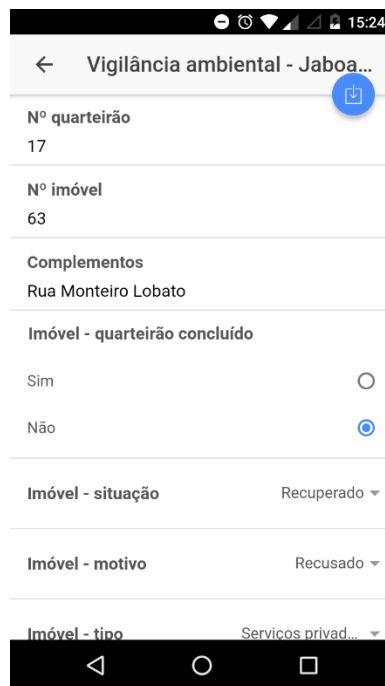 15:24
Vigilância ambiental - Jaboa...
Nº quarteirão
17
Nº imóvel
63
Complementos
Rua Monteiro Lobato
Imóvel - quarteirão concluído
Sim
Não
Imóvel - situação Recuperado
Imóvel - motivo Recusado
Imóvel - tipo Serviços privad...